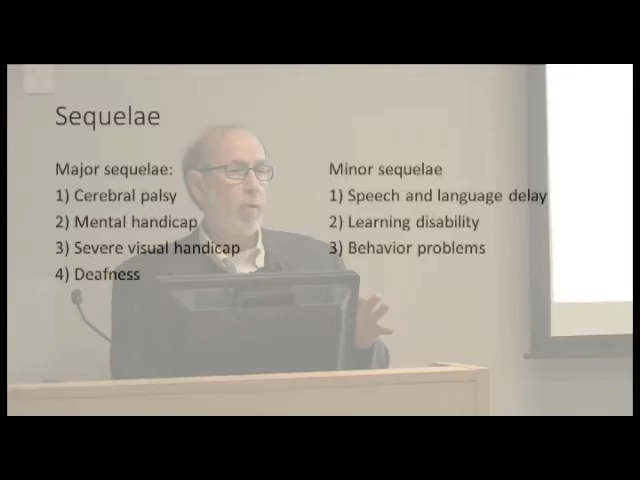 Sequelae
Major sequelae:
1) Cerebral palsy
2) Mental handicap
3) Severe visual handicap
4) Deafness
Minor sequelae
1) Speech and language delay
2) Learning disability
3) Behavior problems